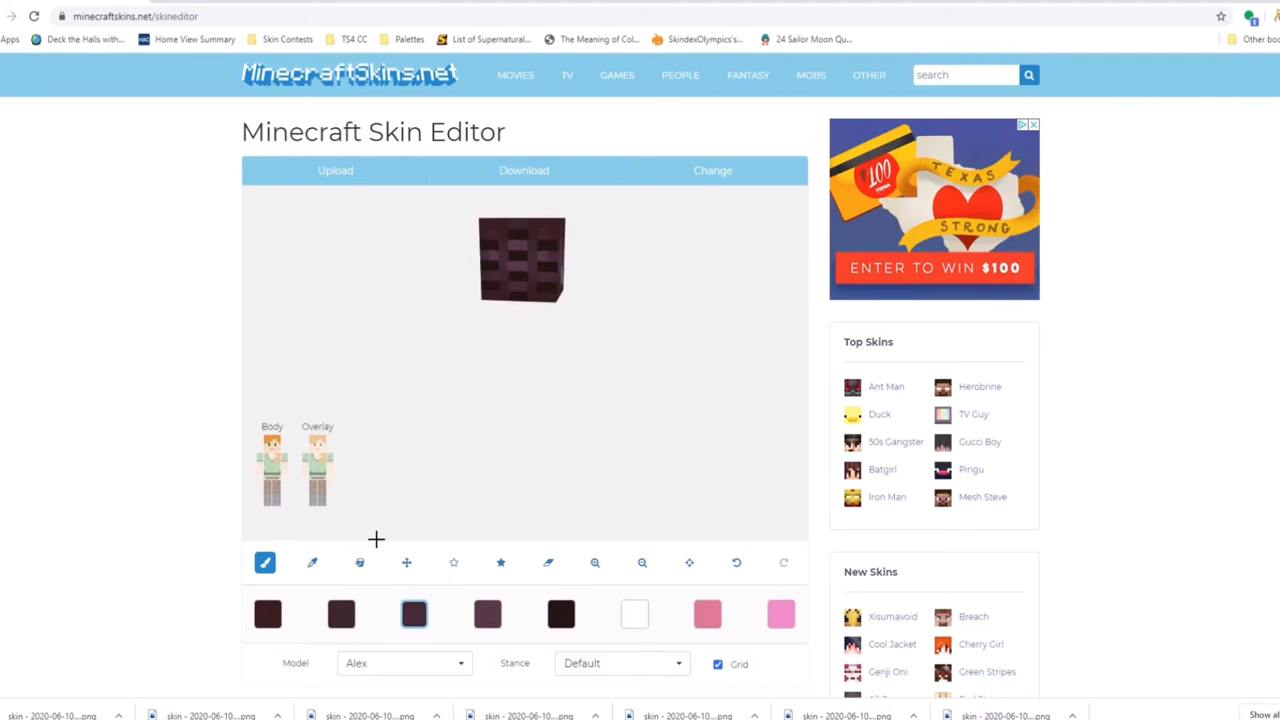 minecraftskins.net/skineditor
Apps
Deck the Halls with...
Home View Summary
Skin Contests
TS4 CC
Palettes
List of Supernatural...
The Meaning of Col...
SkindexOlympics's...
24 Sailor Moon Qu...
Other boo
MinecraftSkins.net
MOVIES
TV
GAMES
PEOPLE
FANTASY
MOBS
OTHER
search
Minecraft Skin Editor
Upload
Download
Change
Body
Overlay
Model
Alex
Stance
Default
Grid
$100
TEXAS
STRONG
ENTER TO WIN $100
Top Skins
Ant Man
Herobrine
Duck
TV Guy
50s Gangster
Gucci Boy
Batgirl
Pingu
Iron Man
Mesh Steve
New Skins
Xisumavoid
Breach
Cool Jacket
Cherry Girl
Genji Oni
Green Stripes
skin - 2020-06-10....png
skin - 2020-06-10....png
skin - 2020-06-10....png
skin - 2020-06-10....png
skin - 2020-06-10....png
skin - 2020-06-10....png
skin - 2020-06-10....png
Show al